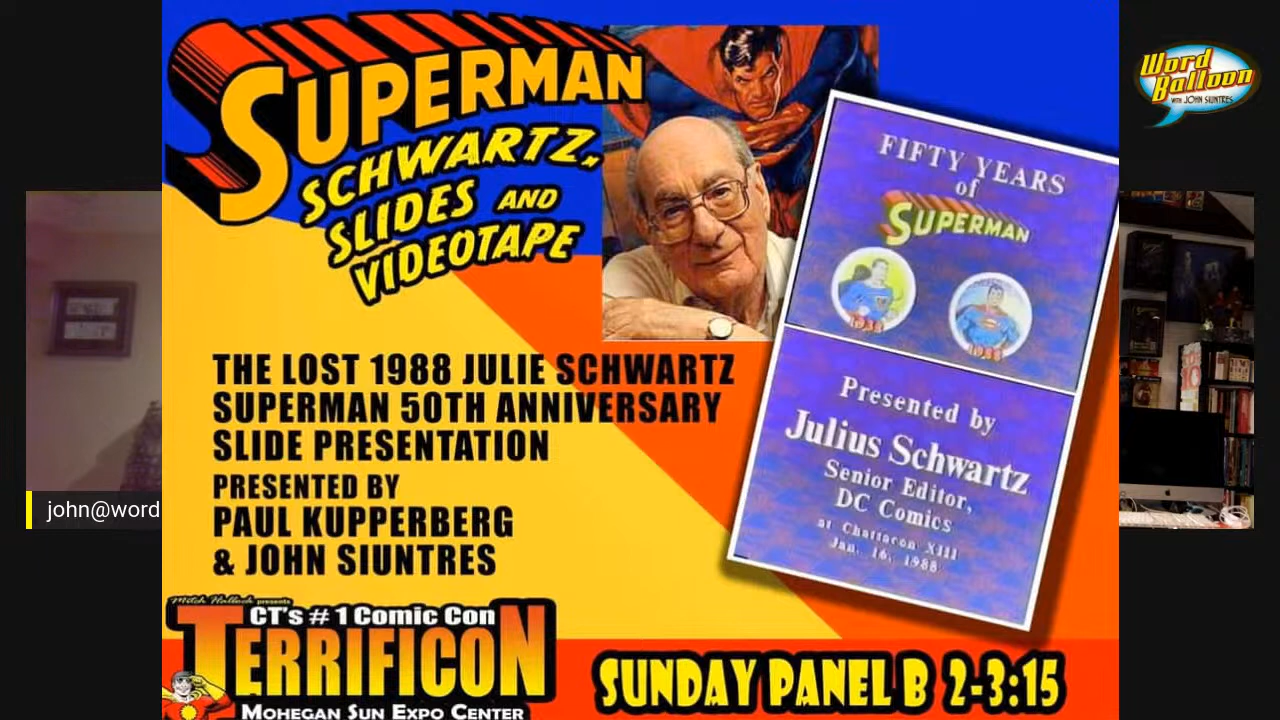 SUPERMAN
SCHWARTZ,
SLIDES AND
VIDEOTAPE
THE LOST 1988 JULIE SCHWARTZ
SUPERMAN 50TH ANNIVERSARY
SLIDE PRESENTATION
PRESENTED BY
PAUL KUPPERBERG
& JOHN SIUNTRES
FIFTY YEARS
of
SUPERMAN
1938
1988
Presented by
Julius Schwartz
Senior Editor,
DC Comics
at Chattacon XIII
Jan. 16, 1988
Mitch Hallock presents
CT's #1 Comic Con
TERRIFICON
MOHEGAN SUN EXPO CENTER
SUNDAY PANEL B 2-3:15
Word
Balloon
WITH JOHN SIUNTRES
john@word